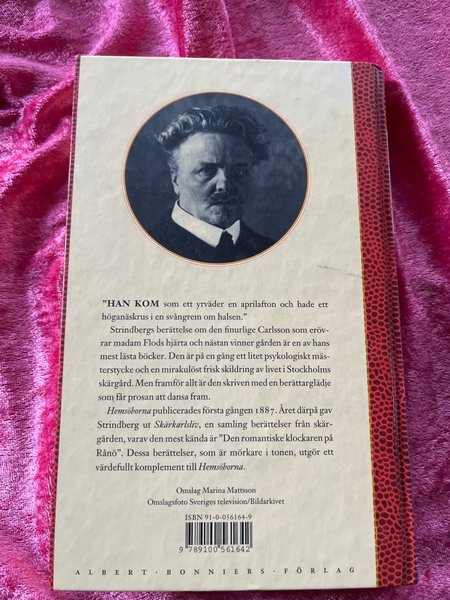 "HAN KOM som ett yrväder en aprilafton och hade ett
höganäskrus i en svångrem om halsen."
Strindbergs berättelse om den finurlige Carlsson som eröv-
rar madam Flods hjärta och nästan vinner gården är en av hans
mest lästa böcker. Den är på en gång ett litet psykologiskt mäs-
terstycke och en mirakulöst frisk skildring av livet i Stockholms
skärgård. Men framför allt är den skriven med en berättarglädje
som får prosan att dansa fram.
Hemsöborna publicerades första gången 1887. Året därpå gav
Strindberg ut Skärkarlsliv, en samling berättelser från skär-
gården, varav den mest kända är "Den romantiske klockaren på
Rånö". Dessa berättelser, som är mörkare i tonen, utgör ett
värdefullt komplement till Hemsöborna.
Omslag Marina Mattsson
Omslagsfoto Sveriges television/Bildarkivet
ISBN 91-0-056164-9
9 789100 561642
ALBERT · BONNIERS · FÖRLAG